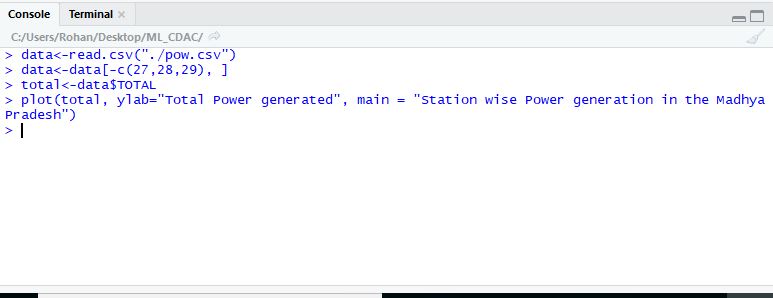 Console Terminal ×
C:/Users/Rohan/Desktop/ML_CDAC/
> data<-read.csv("./pow.csv")
> data<-data[-c(27,28,29), ]
> total<-data$TOTAL
> plot(total, ylab="Total Power generated", main = "Station wise Power generation in the Madhya
Pradesh")
>